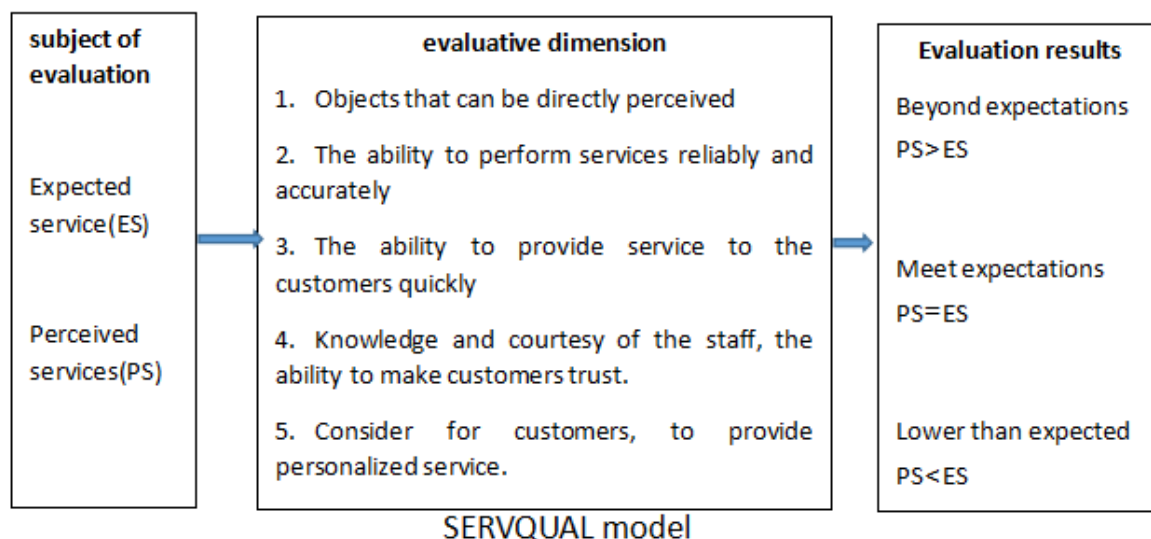 subject of
evaluation
Expected
service(ES)
Perceived
services(PS)
evaluative dimension
1. Objects that can be directly perceived
2. The ability to perform services reliably and
accurately
3. The ability to provide service to the
customers quickly
4. Knowledge and courtesy of the staff, the
ability to make customers trust.
5. Consider for customers, to provide
personalized service.
Evaluation results
Beyond expectations
PS>ES
Meet expectations
PS=ES
Lower than expected
PS<ES
SERVQUAL model